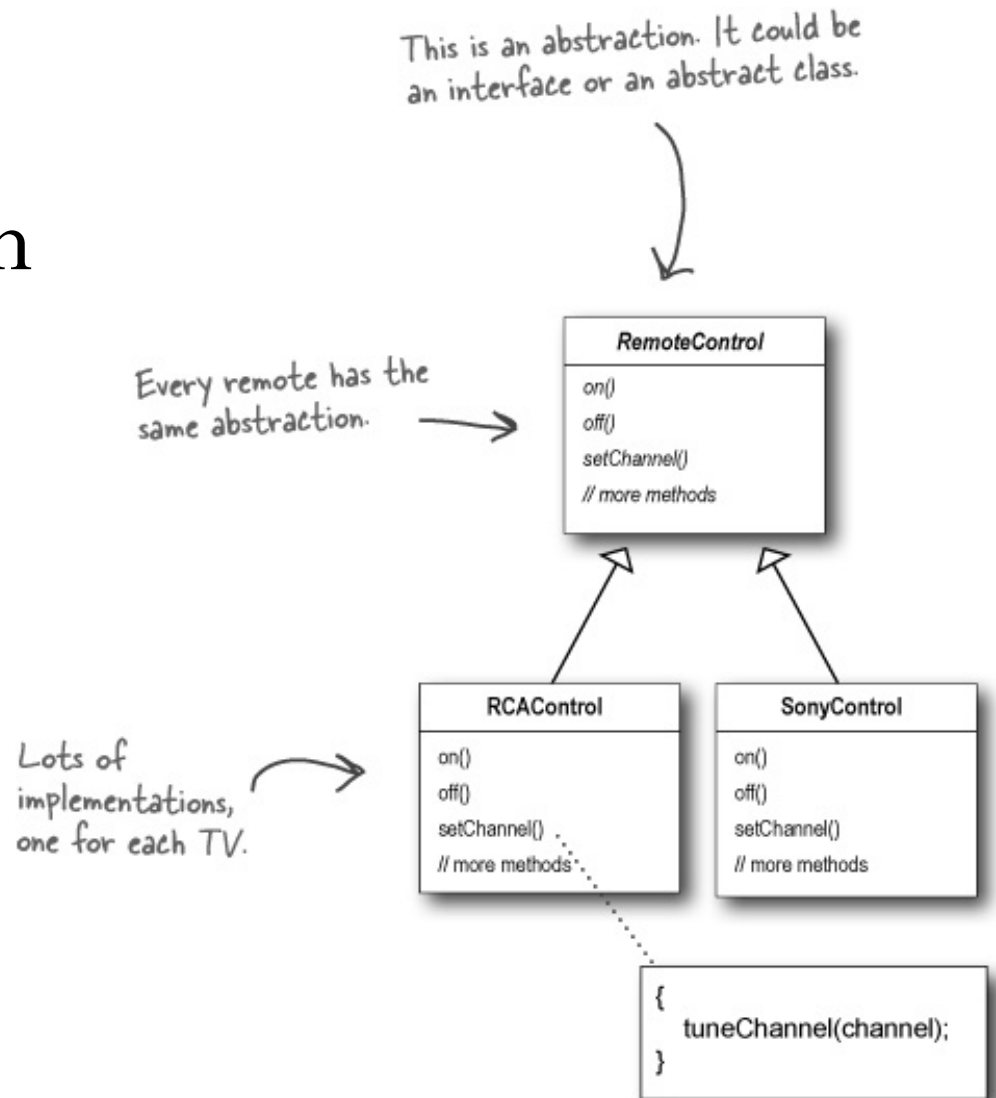 This is an abstraction. It could be
an interface or an abstract class.
n
RemoteControl
on()
off()
setChannel()
// more methods
Every remote has the
same abstraction.
RCAControl
on()
off()
setChannel()
// more methods
SonyControl
on()
off()
setChannel()
// more methods
Lots of
implementations,
one for each TV.
{
tuneChannel(channel);
}